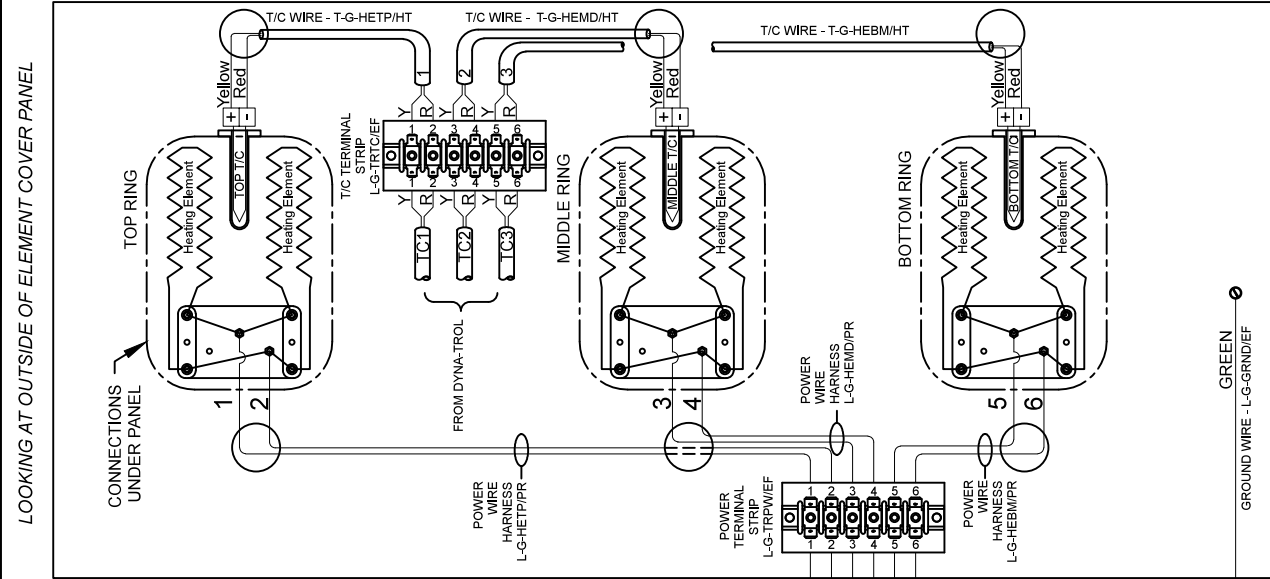 LOOKING AT OUTSIDE OF ELEMENT COVER PANEL
T/C WIRE - T-G-HETP/HT
T/C WIRE - T-G-HEMD/HT
T/C WIRE - T-G-HEBM/HT
Yellow
Red
+ -
TOP RING
Heating Element
TOP T/C
Heating Element
CONNECTIONS
UNDER PANEL
1
2
1
2
3
Y R Y R Y R
T/C TERMINAL
STRIP
L-G-TRTC/EF
1 2 3 4 5 6
1 2 3 4 5 6
Y R Y R Y R
TC1
TC2
TC3
FROM DYNA-TROL
Yellow
Red
+ -
MIDDLE RING
Heating Element
MIDDLE T/C
Heating Element
3
4
Yellow
Red
+ -
BOTTOM RING
Heating Element
BOTTOM T/C
Heating Element
5
6
POWER
WIRE
HARNESS
L-G-HETP/PR
POWER
WIRE
HARNESS
L-G-HEMD/PR
POWER
TERMINAL
STRIP
L-G-TRPW/EF
1 2 3 4 5 6
1 2 3 4 5 6
POWER
WIRE
HARNESS
L-G-HEBM/PR
GREEN
GROUND WIRE - L-G-GRND/EF